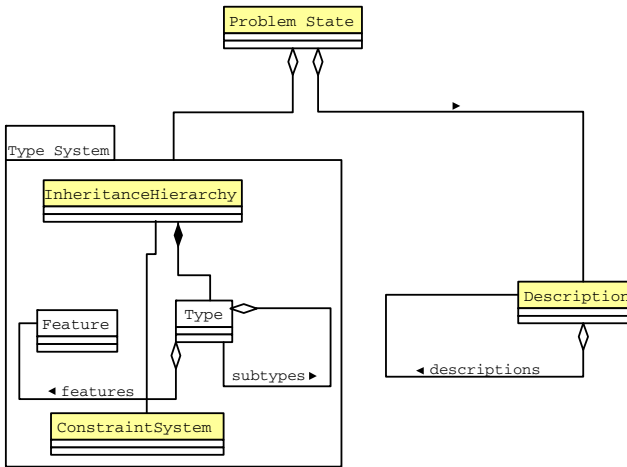 Problem State
Type System
InheritanceHierarchy
Description
Feature
Type
descriptions
subtypes
features
ConstraintSystem